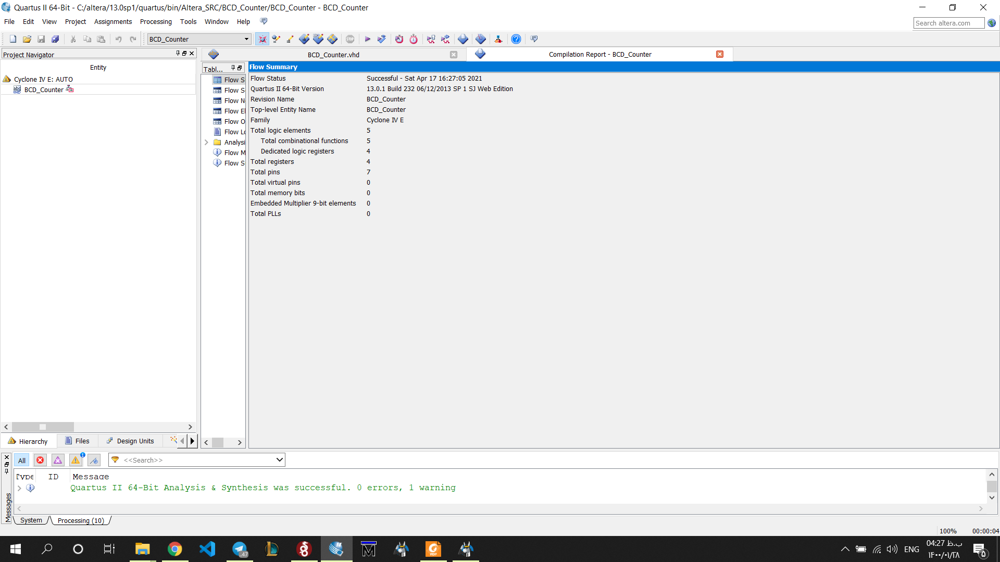 Quartus II 64-Bit - C:/altera/13.0sp1/quartus/bin/Altera_SRC/BCD_Counter/BCD_Counter - BCD_Counter
File Edit View Project Assignments Processing Tools Window Help
Search altera.com
BCD_Counter
STOP
Project Navigator
BCD_Counter.vhd
Compilation Report - BCD_Counter
Entity
Cyclone IV E: AUTO
BCD_Counter
Tabl...
Flow S
Flow Se
Flow N
Flow El
Flow O
Flow Lo
Analysi
Flow M
Flow S
Flow Summary
Flow Status Successful - Sat Apr 17 16:27:05 2021
Quartus II 64-Bit Version 13.0.1 Build 232 06/12/2013 SP 1 SJ Web Edition
Revision Name BCD_Counter
Top-level Entity Name BCD_Counter
Family Cyclone IV E
Total logic elements 5
Total combinational functions 5
Dedicated logic registers 4
Total registers 4
Total pins 7
Total virtual pins 0
Total memory bits 0
Embedded Multiplier 9-bit elements 0
Total PLLs 0
Hierarchy Files Design Units
All
1
<<Search>>
Type ID Message
Quartus II 64-Bit Analysis & Synthesis was successful. 0 errors, 1 warning
Messages
System Processing (10)
100% 00:00:04
.47
PDF
ENG
04:27 ب.ظ
۱۴۰۰/۰۱/۲۸
۵